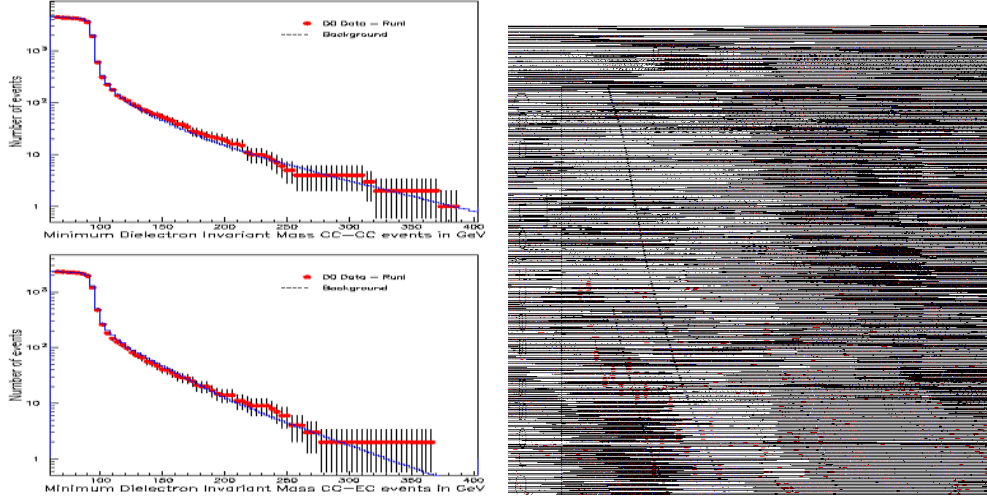 D0 Data – RunI
Background
Number of events
10³
10²
10
1
100 150 200 250 300 350
Minimum Dielectron Invariant Mass CC–CC events in GeV
D0 Data – RunI
Background
Number of events
10³
10²
10
1
100 150 200 250 300 350
Minimum Dielectron Invariant Mass CC–EC events in GeV